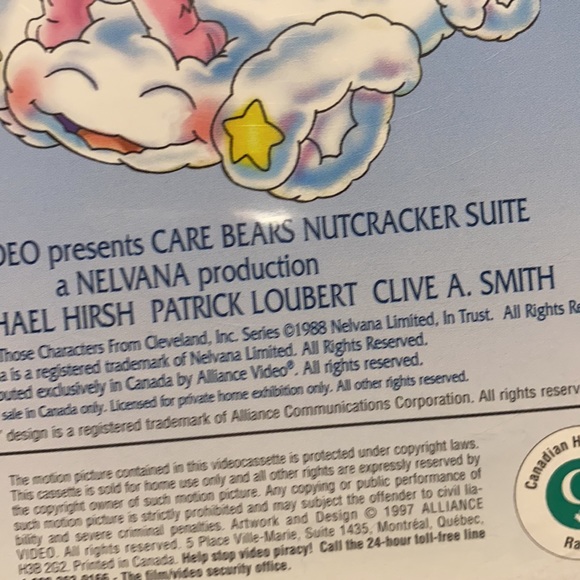 DEO presents CARE BEARS NUTCRACKER SUITE
a NELVANA production
HAEL HIRSH PATRICK LOUBERT CLIVE A. SMITH
Those Characters From Cleveland, Inc. Series ©1988 Nelvana Limited, In Trust. All Rights Re
a is a registered trademark of Nelvana Limited. All Rights Reserved.
uted exclusively in Canada by Alliance Video®. All rights reserved.
sale in Canada only. Licensed for private home exhibition only. All other rights reserved.
design is a registered trademark of Alliance Communications Corporation. All rights reserv
The motion picture contained in this videocassette is protected under copyright laws.
This cassette is sold for home use only and all other rights are expressly reserved by
the copyright owner of such motion picture. Any copying or public performance of
such motion picture is strictly prohibited and may subject the offender to civil lia-
bility and severe criminal penalties. Artwork and Design © 1997 ALLIANCE
VIDEO. All rights reserved. 5 Place Ville-Marie, Suite 1435, Montréal, Québec,
H3B 2G2. Printed in Canada. Help stop video piracy! Call the 24-hour toll-free line
- The film/video security office.
Canadian H
Ra